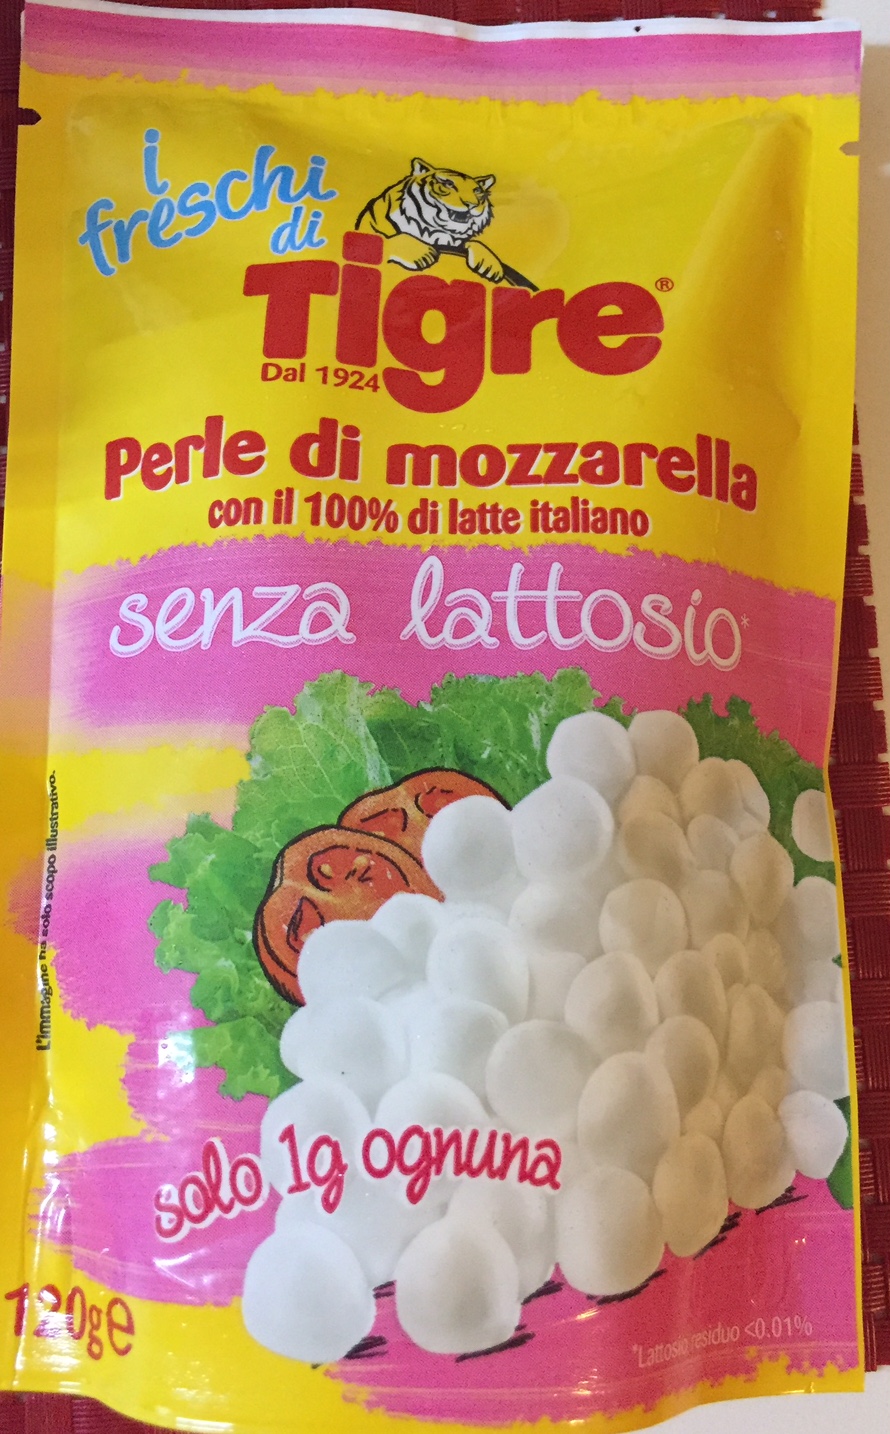 i
freschi
di
Tigre®
Dal 1924
Perle di mozzarella
con il 100% di latte italiano
senza lattosio*
L'immagine ha solo scopo illustrativo.
solo 1g ognuna
120g e
*Lattosio residuo <0.01%